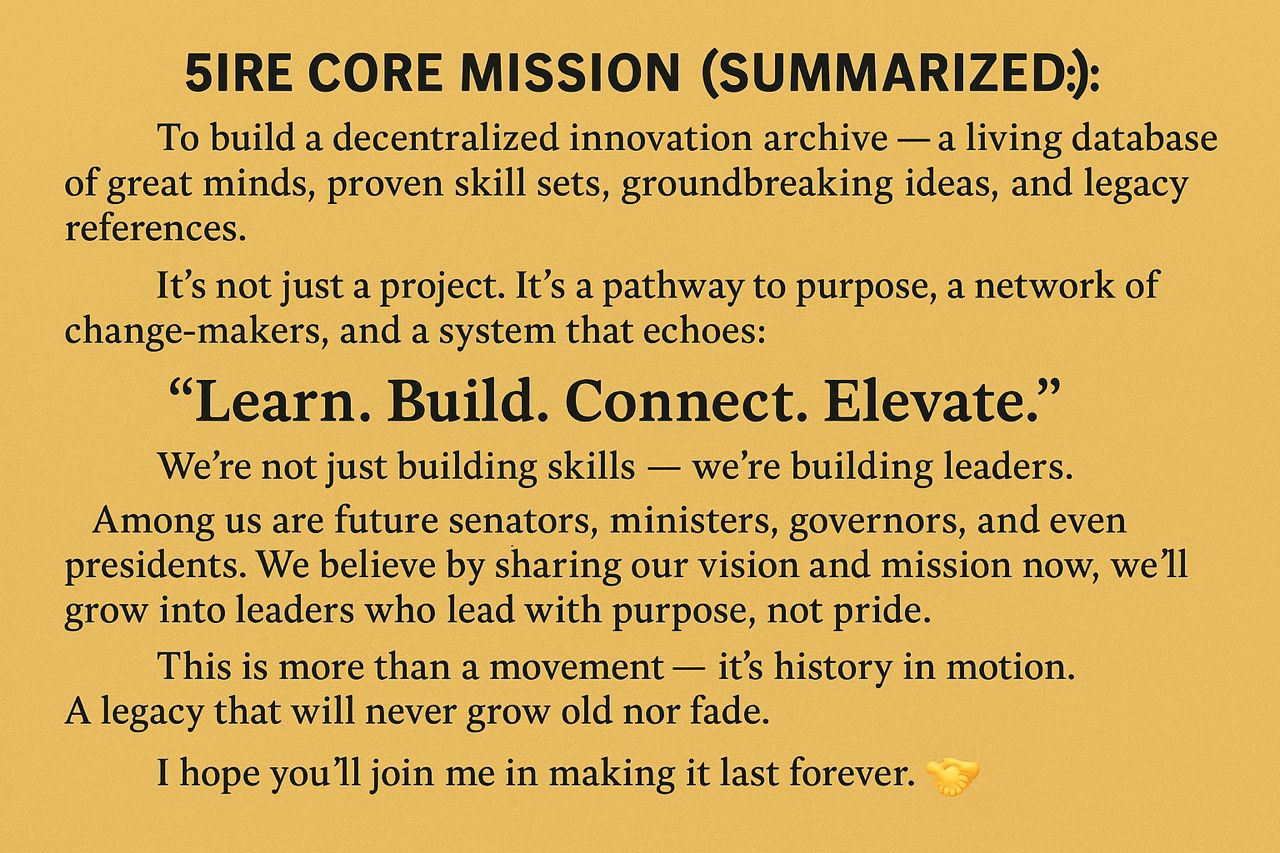 5IRE CORE MISSION (SUMMARIZED:):
To build a decentralized innovation archive — a living database
of great minds, proven skill sets, groundbreaking ideas, and legacy
references.
It’s not just a project. It’s a pathway to purpose, a network of
change-makers, and a system that echoes:
“Learn. Build. Connect. Elevate.”
We’re not just building skills — we’re building leaders.
Among us are future senators, ministers, governors, and even
presidents. We believe by sharing our vision and mission now, we’ll
grow into leaders who lead with purpose, not pride.
This is more than a movement — it’s history in motion.
A legacy that will never grow old nor fade.
I hope you’ll join me in making it last forever. 🤝